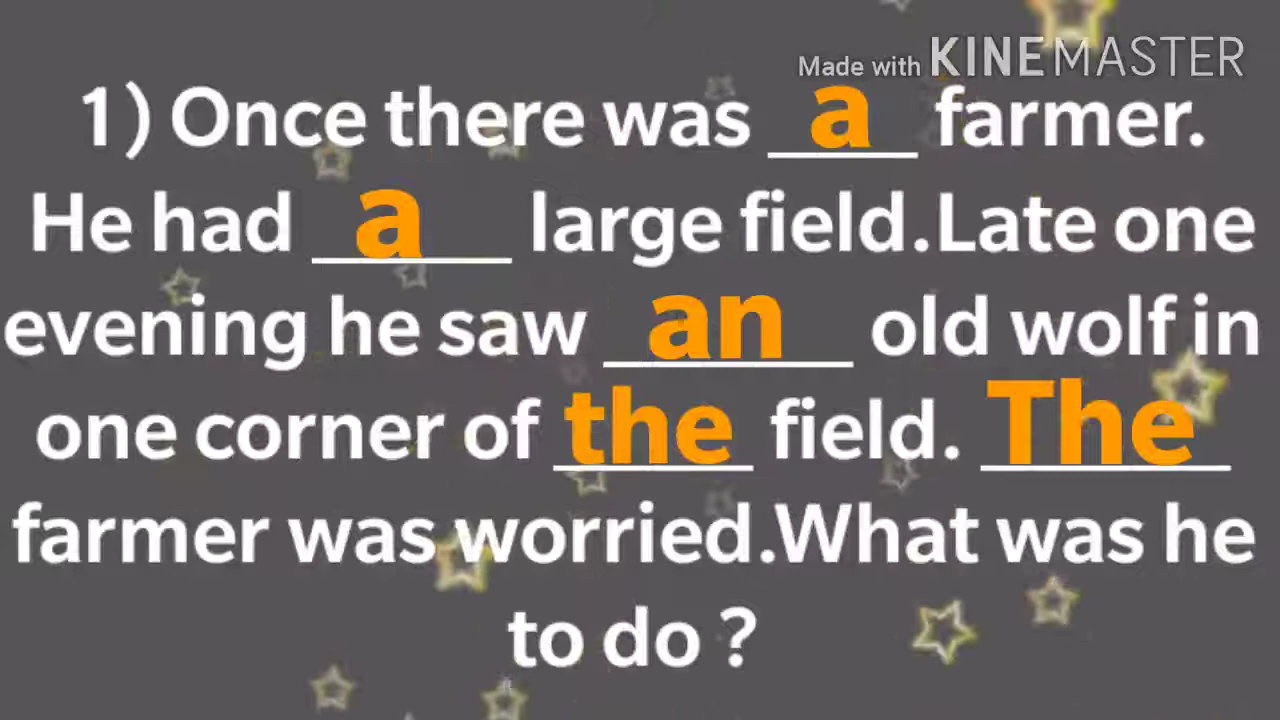 Made with KINEMASTER
1) Once there was a farmer.
He had a large field.Late one
evening he saw an old wolf in
one corner of the field. The
farmer was worried.What was he
to do ?